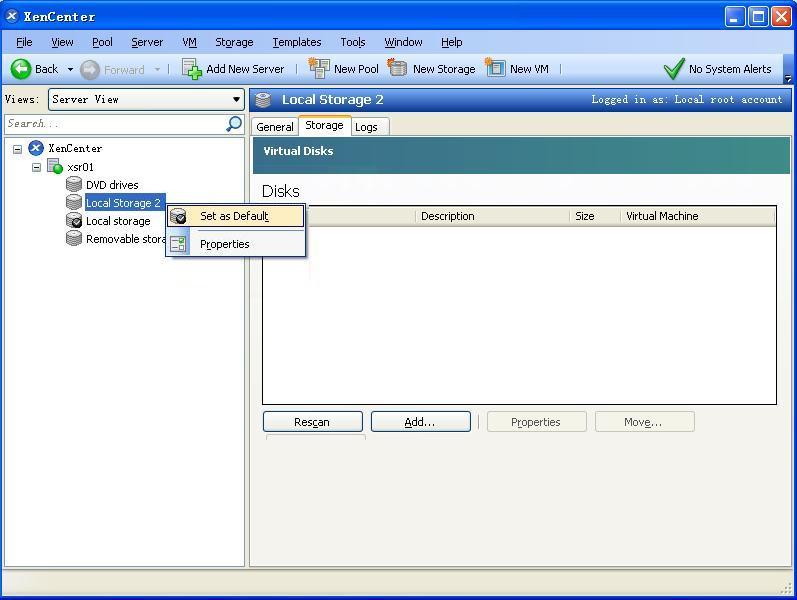 XenCenter
File View Pool Server VM Storage Templates Tools Window Help
Back Forward Add New Server New Pool New Storage New VM No System Alerts
Views: Server View Local Storage 2 Logged in as: Local root account
Search...
General Storage Logs
XenCenter
Virtual Disks
xsr01
DVD drives
Disks
Local Storage 2
Set as Default
Description Size Virtual Machine
Local storage
Removable stora
Properties
Rescan Add... Properties Move...